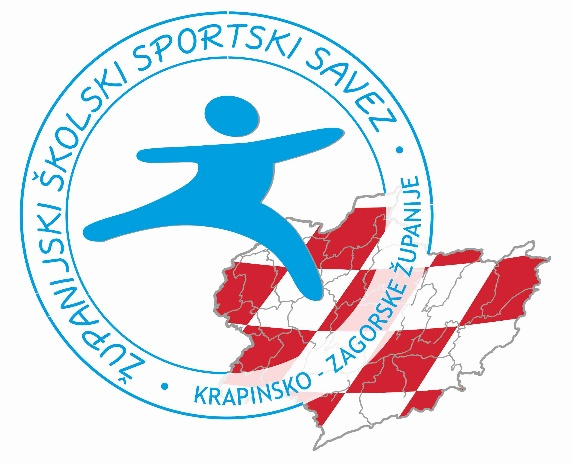 ŽUPANIJSKI ŠKOLSKI SPORTSKI SAVEZ
KRAPINSKO - ZAGORSKE ŽUPANIJE